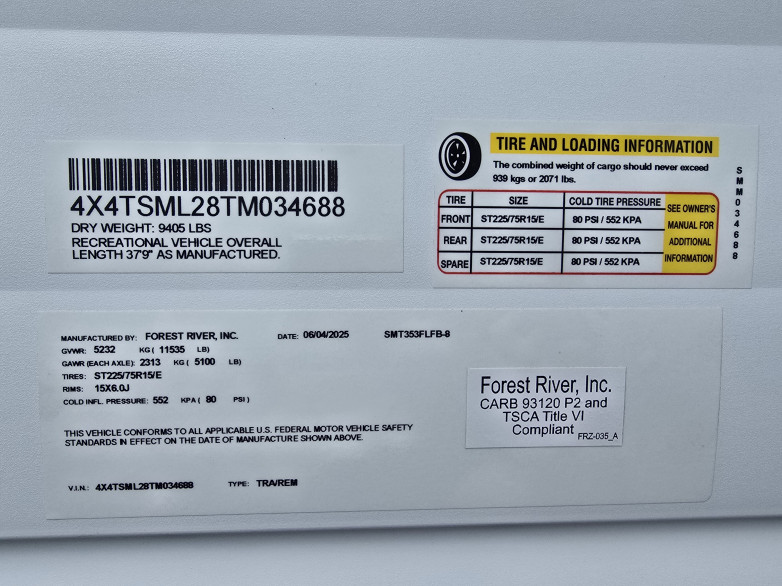 4X4TSML28TM034688
DRY WEIGHT: 9405 LBS
RECREATIONAL VEHICLE OVERALL
LENGTH 37'9" AS MANUFACTURED.
TIRE AND LOADING INFORMATION
The combined weight of cargo should never exceed
939 kgs or 2071 lbs.
TIRE SIZE COLD TIRE PRESSURE
FRONT ST225/75R15/E 80 PSI / 552 KPA
REAR ST225/75R15/E 80 PSI / 552 KPA
SPARE ST225/75R15/E 80 PSI / 552 KPA
SEE OWNER'S
MANUAL FOR
ADDITIONAL
INFORMATION
SMM034688
MANUFACTURED BY: FOREST RIVER, INC. DATE: 06/04/2025 SMT353FLFB-8
GVWR: 5232 KG ( 11535 LB)
GAWR (EACH AXLE): 2313 KG ( 5100 LB)
TIRES: ST225/75R15/E
RIMS: 15X6.0J
COLD INFL. PRESSURE: 552 KPA ( 80 PSI )
THIS VEHICLE CONFORMS TO ALL APPLICABLE U.S. FEDERAL MOTOR VEHICLE SAFETY
STANDARDS IN EFFECT ON THE DATE OF MANUFACTURE SHOWN ABOVE.
V.I.N.: 4X4TSML28TM034688 TYPE: TRA/REM
Forest River, Inc.
CARB 93120 P2 and
TSCA Title VI
Compliant
FRZ-035_A